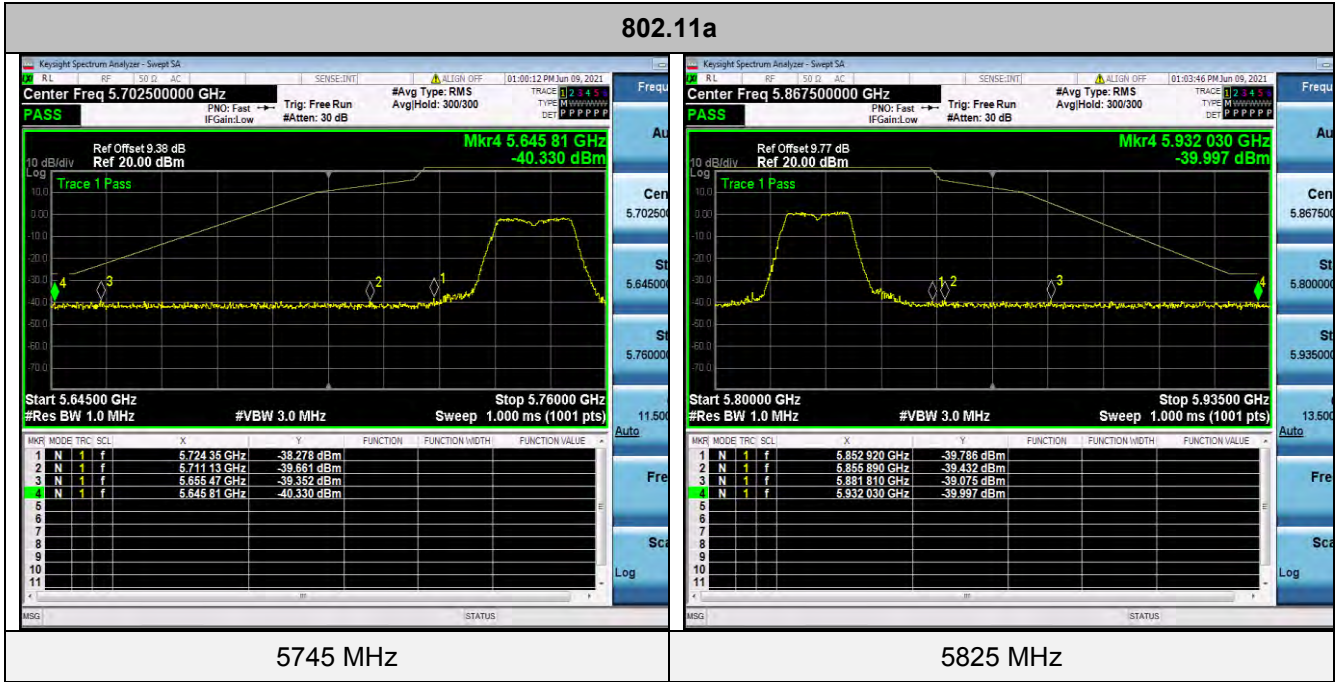 802.11a
Keysight Spectrum Analyzer - Swept SA
RL RF 50 Ω AC SENSE:INT ALIGN OFF 01:00:12 PM Jun 09, 2021
Center Freq 5.702500000 GHz #Avg Type: RMS TRACE 1 2 3 4 5 6 Frequ
PNO: Fast Trig: Free Run Avg|Hold: 300/300 TYPE M WWWWW
PASS IFGain:Low #Atten: 30 dB DET P P P P P P
Au
Mkr4 5.645 81 GHz
Ref Offset 9.38 dB
10 dB/div Ref 20.00 dBm -40.330 dBm
Log
Trace 1 Pass
10.0
0.00
-10.0
-20.0
-30.0
-40.0
-50.0
-60.0
-70.0
4 3 2 1
Cen
5.702500
St
5.645000
St
5.760000
Start 5.64500 GHz Stop 5.76000 GHz
#Res BW 1.0 MHz #VBW 3.0 MHz Sweep 1.000 ms (1001 pts)
11.500
Auto
MKR MODE TRC SCL X Y FUNCTION FUNCTION WIDTH FUNCTION VALUE
1 N 1 f 5.724 35 GHz -38.278 dBm
2 N 1 f 5.711 13 GHz -39.661 dBm
3 N 1 f 5.655 47 GHz -39.352 dBm
4 N 1 f 5.645 81 GHz -40.330 dBm
5
6
7
8
9
10
11
Fre
Sca
Log
MSG STATUS
5745 MHz
Keysight Spectrum Analyzer - Swept SA
RL RF 50 Ω AC SENSE:INT ALIGN OFF 01:03:46 PM Jun 09, 2021
Center Freq 5.867500000 GHz #Avg Type: RMS TRACE 1 2 3 4 5 6 Frequ
PNO: Fast Trig: Free Run Avg|Hold: 300/300 TYPE M WWWWW
PASS IFGain:Low #Atten: 30 dB DET P P P P P P
Au
Mkr4 5.932 030 GHz
Ref Offset 9.77 dB
10 dB/div Ref 20.00 dBm -39.997 dBm
Log
Trace 1 Pass
10.0
0.00
-10.0
-20.0
-30.0
-40.0
-50.0
-60.0
-70.0
1 2 3 4
Cen
5.867500
St
5.800000
St
5.935000
Start 5.80000 GHz Stop 5.93500 GHz
#Res BW 1.0 MHz #VBW 3.0 MHz Sweep 1.000 ms (1001 pts)
13.500
Auto
MKR MODE TRC SCL X Y FUNCTION FUNCTION WIDTH FUNCTION VALUE
1 N 1 f 5.852 920 GHz -39.786 dBm
2 N 1 f 5.855 890 GHz -39.432 dBm
3 N 1 f 5.881 810 GHz -39.075 dBm
4 N 1 f 5.932 030 GHz -39.997 dBm
5
6
7
8
9
10
11
Fre
Sca
Log
MSG STATUS
5825 MHz